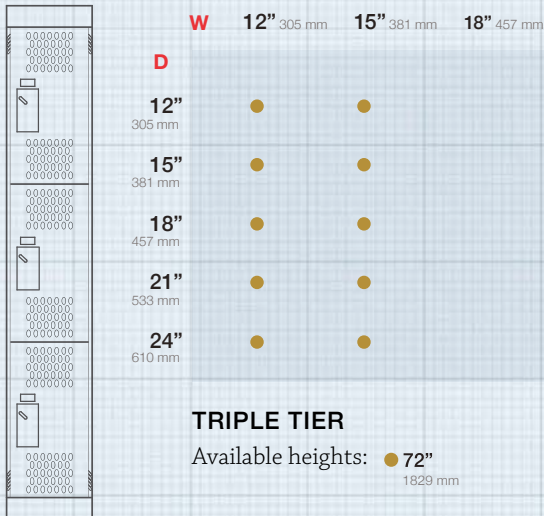 W 12” 305 mm 15” 381 mm 18” 457 mm
D
12”
305 mm
15”
381 mm
18”
457 mm
21”
533 mm
24”
610 mm
TRIPLE TIER
Available heights: 72”
1829 mm